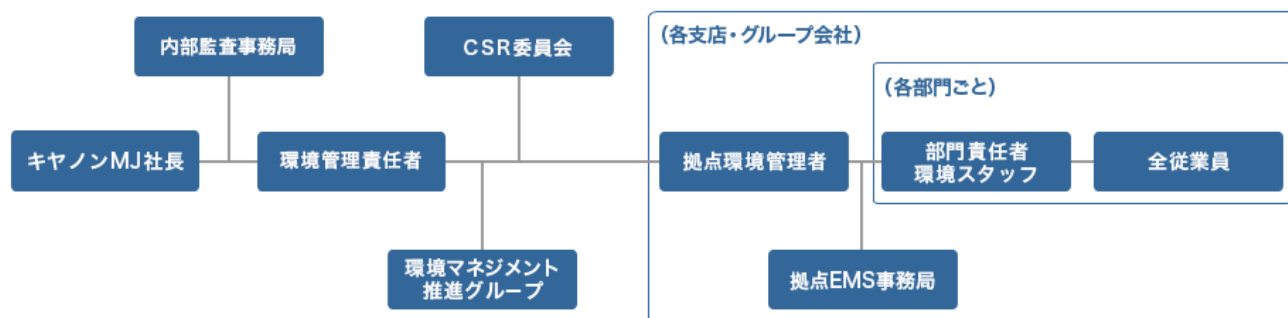 内部監査事務局
CSR委員会
（各支店・グループ会社）
（各部門ごと）
キヤノンMJ社長
環境管理責任者
拠点環境管理者
部門責任者
環境スタッフ
全従業員
環境マネジメント
推進グループ
拠点EMS事務局